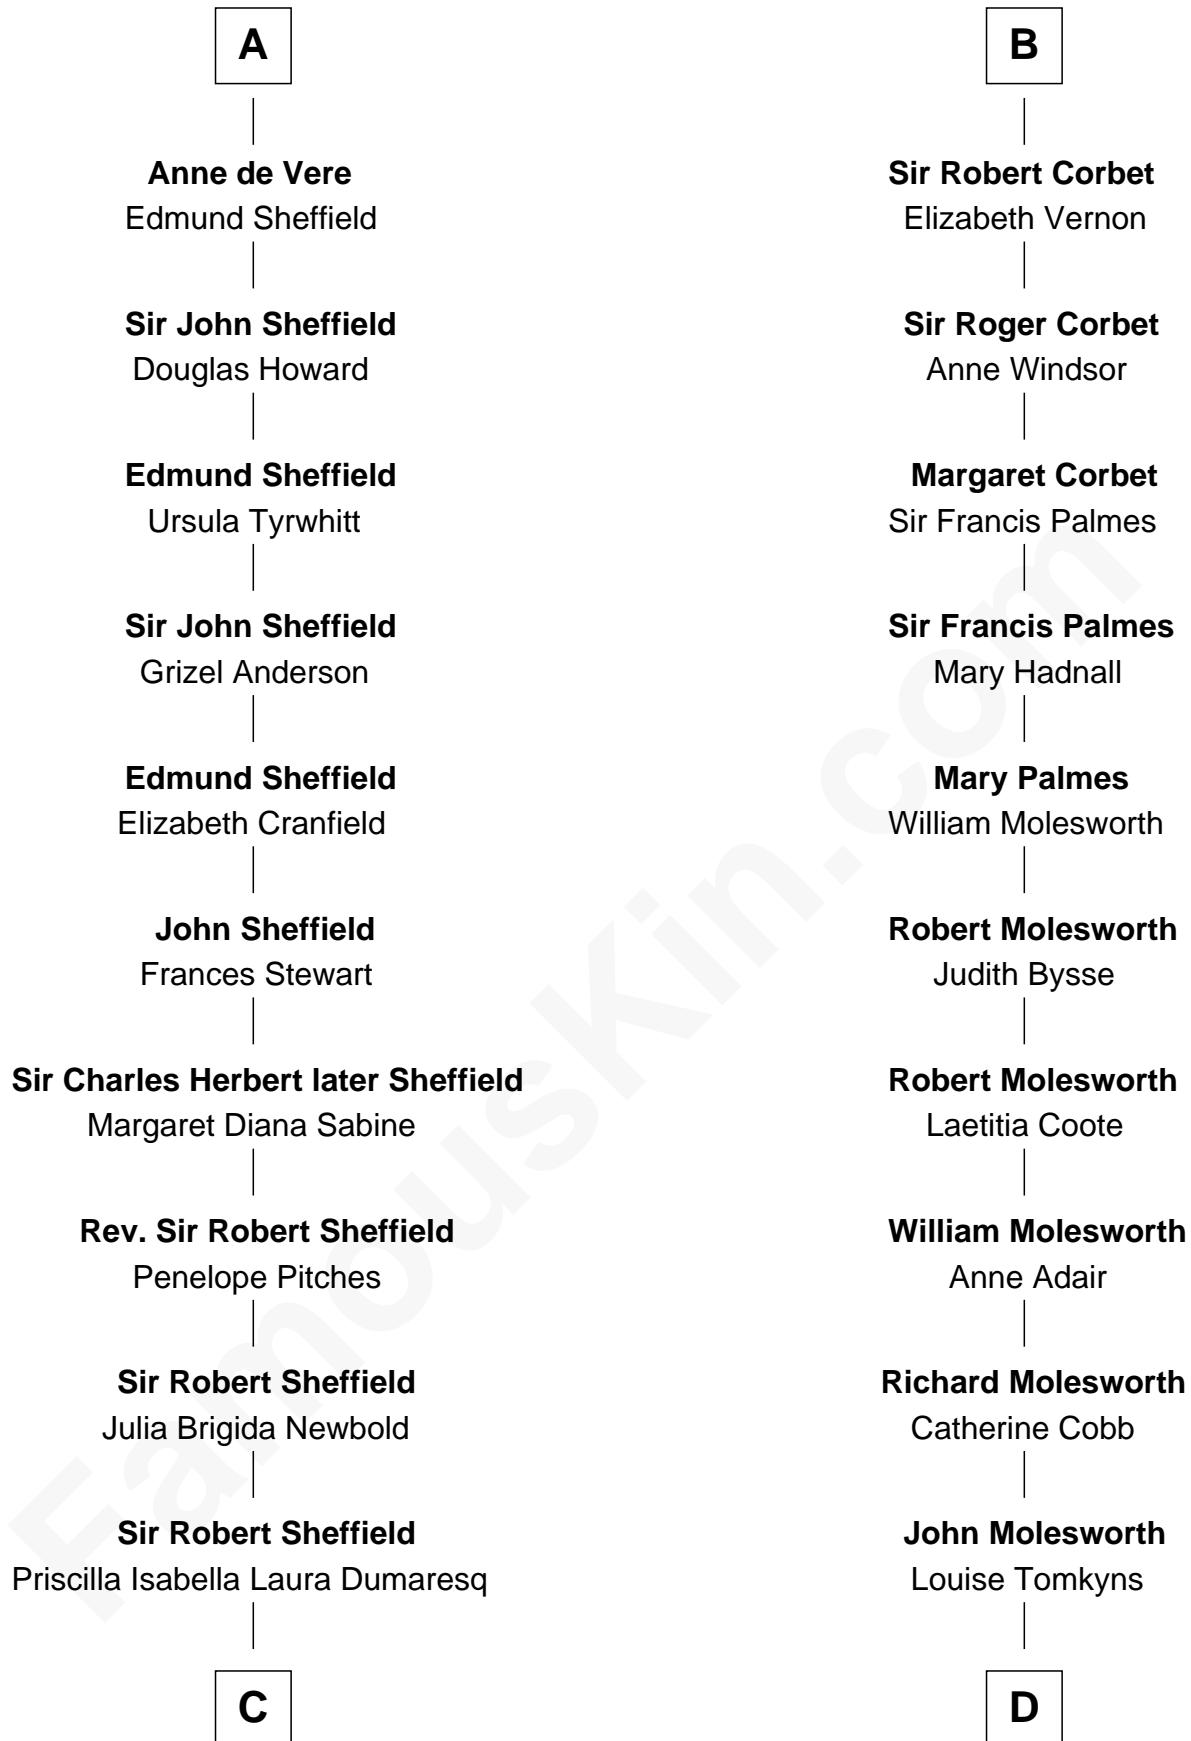 A
Anne de Vere
Edmund Sheffield
Sir John Sheffield
Douglas Howard
Edmund Sheffield
Ursula Tyrwhitt
Sir John Sheffield
Grizel Anderson
Edmund Sheffield
Elizabeth Cranfield
John Sheffield
Frances Stewart
Sir Charles Herbert later Sheffield
Margaret Diana Sabine
Rev. Sir Robert Sheffield
Penelope Pitches
Sir Robert Sheffield
Julia Brigida Newbold
Sir Robert Sheffield
Priscilla Isabella Laura Dumaresq
C
B
Sir Robert Corbet
Elizabeth Vernon
Sir Roger Corbet
Anne Windsor
Margaret Corbet
Sir Francis Palmes
Sir Francis Palmes
Mary Hadnall
Mary Palmes
William Molesworth
Robert Molesworth
Judith Bysse
Robert Molesworth
Laetitia Coote
William Molesworth
Anne Adair
Richard Molesworth
Catherine Cobb
John Molesworth
Louise Tomkyns
D
FamousKin.com